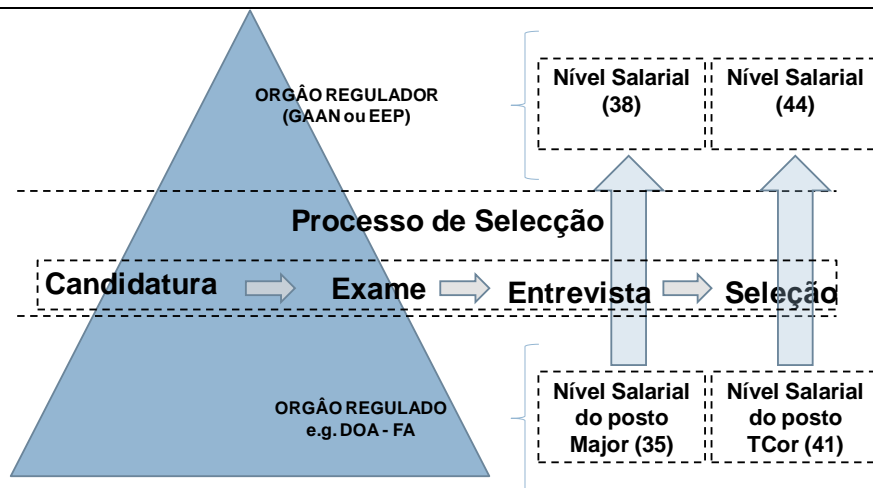 ORGÂO REGULADOR
(GAAN ou EEP)
Nível Salarial
(38)
Nível Salarial
(44)
Processo de Selecção
Candidatura
Exame
Entrevista
Seleção
ORGÂO REGULADO
e.g. DOA - FA
Nível Salarial
do posto
Major (35)
Nível Salarial
do posto
TCor (41)